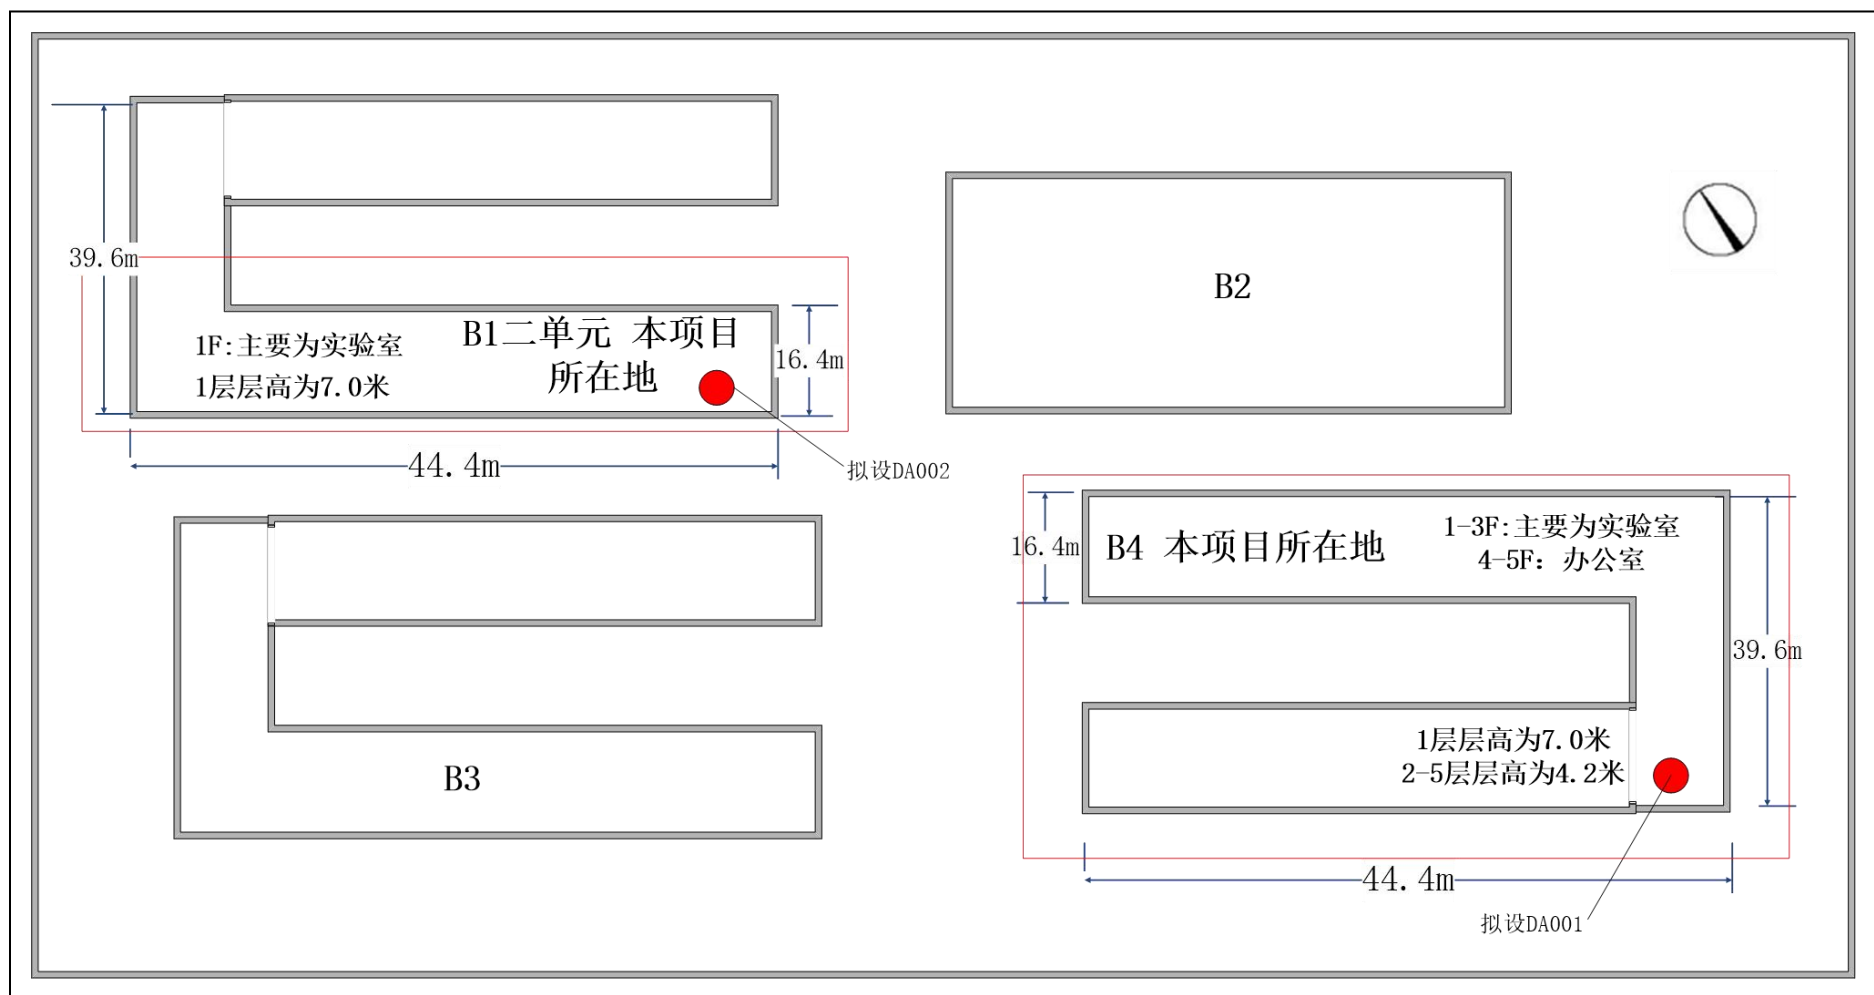 39.6m
1F:主要为实验室
1层层高为7.0米
B1二单元 本项目
所在地
16.4m
44.4m
拟设DA002
B2
B3
16.4m
B4 本项目所在地
1-3F:主要为实验室
4-5F: 办公室
39.6m
1层层高为7.0米
2-5层层高为4.2米
44.4m
拟设DA001